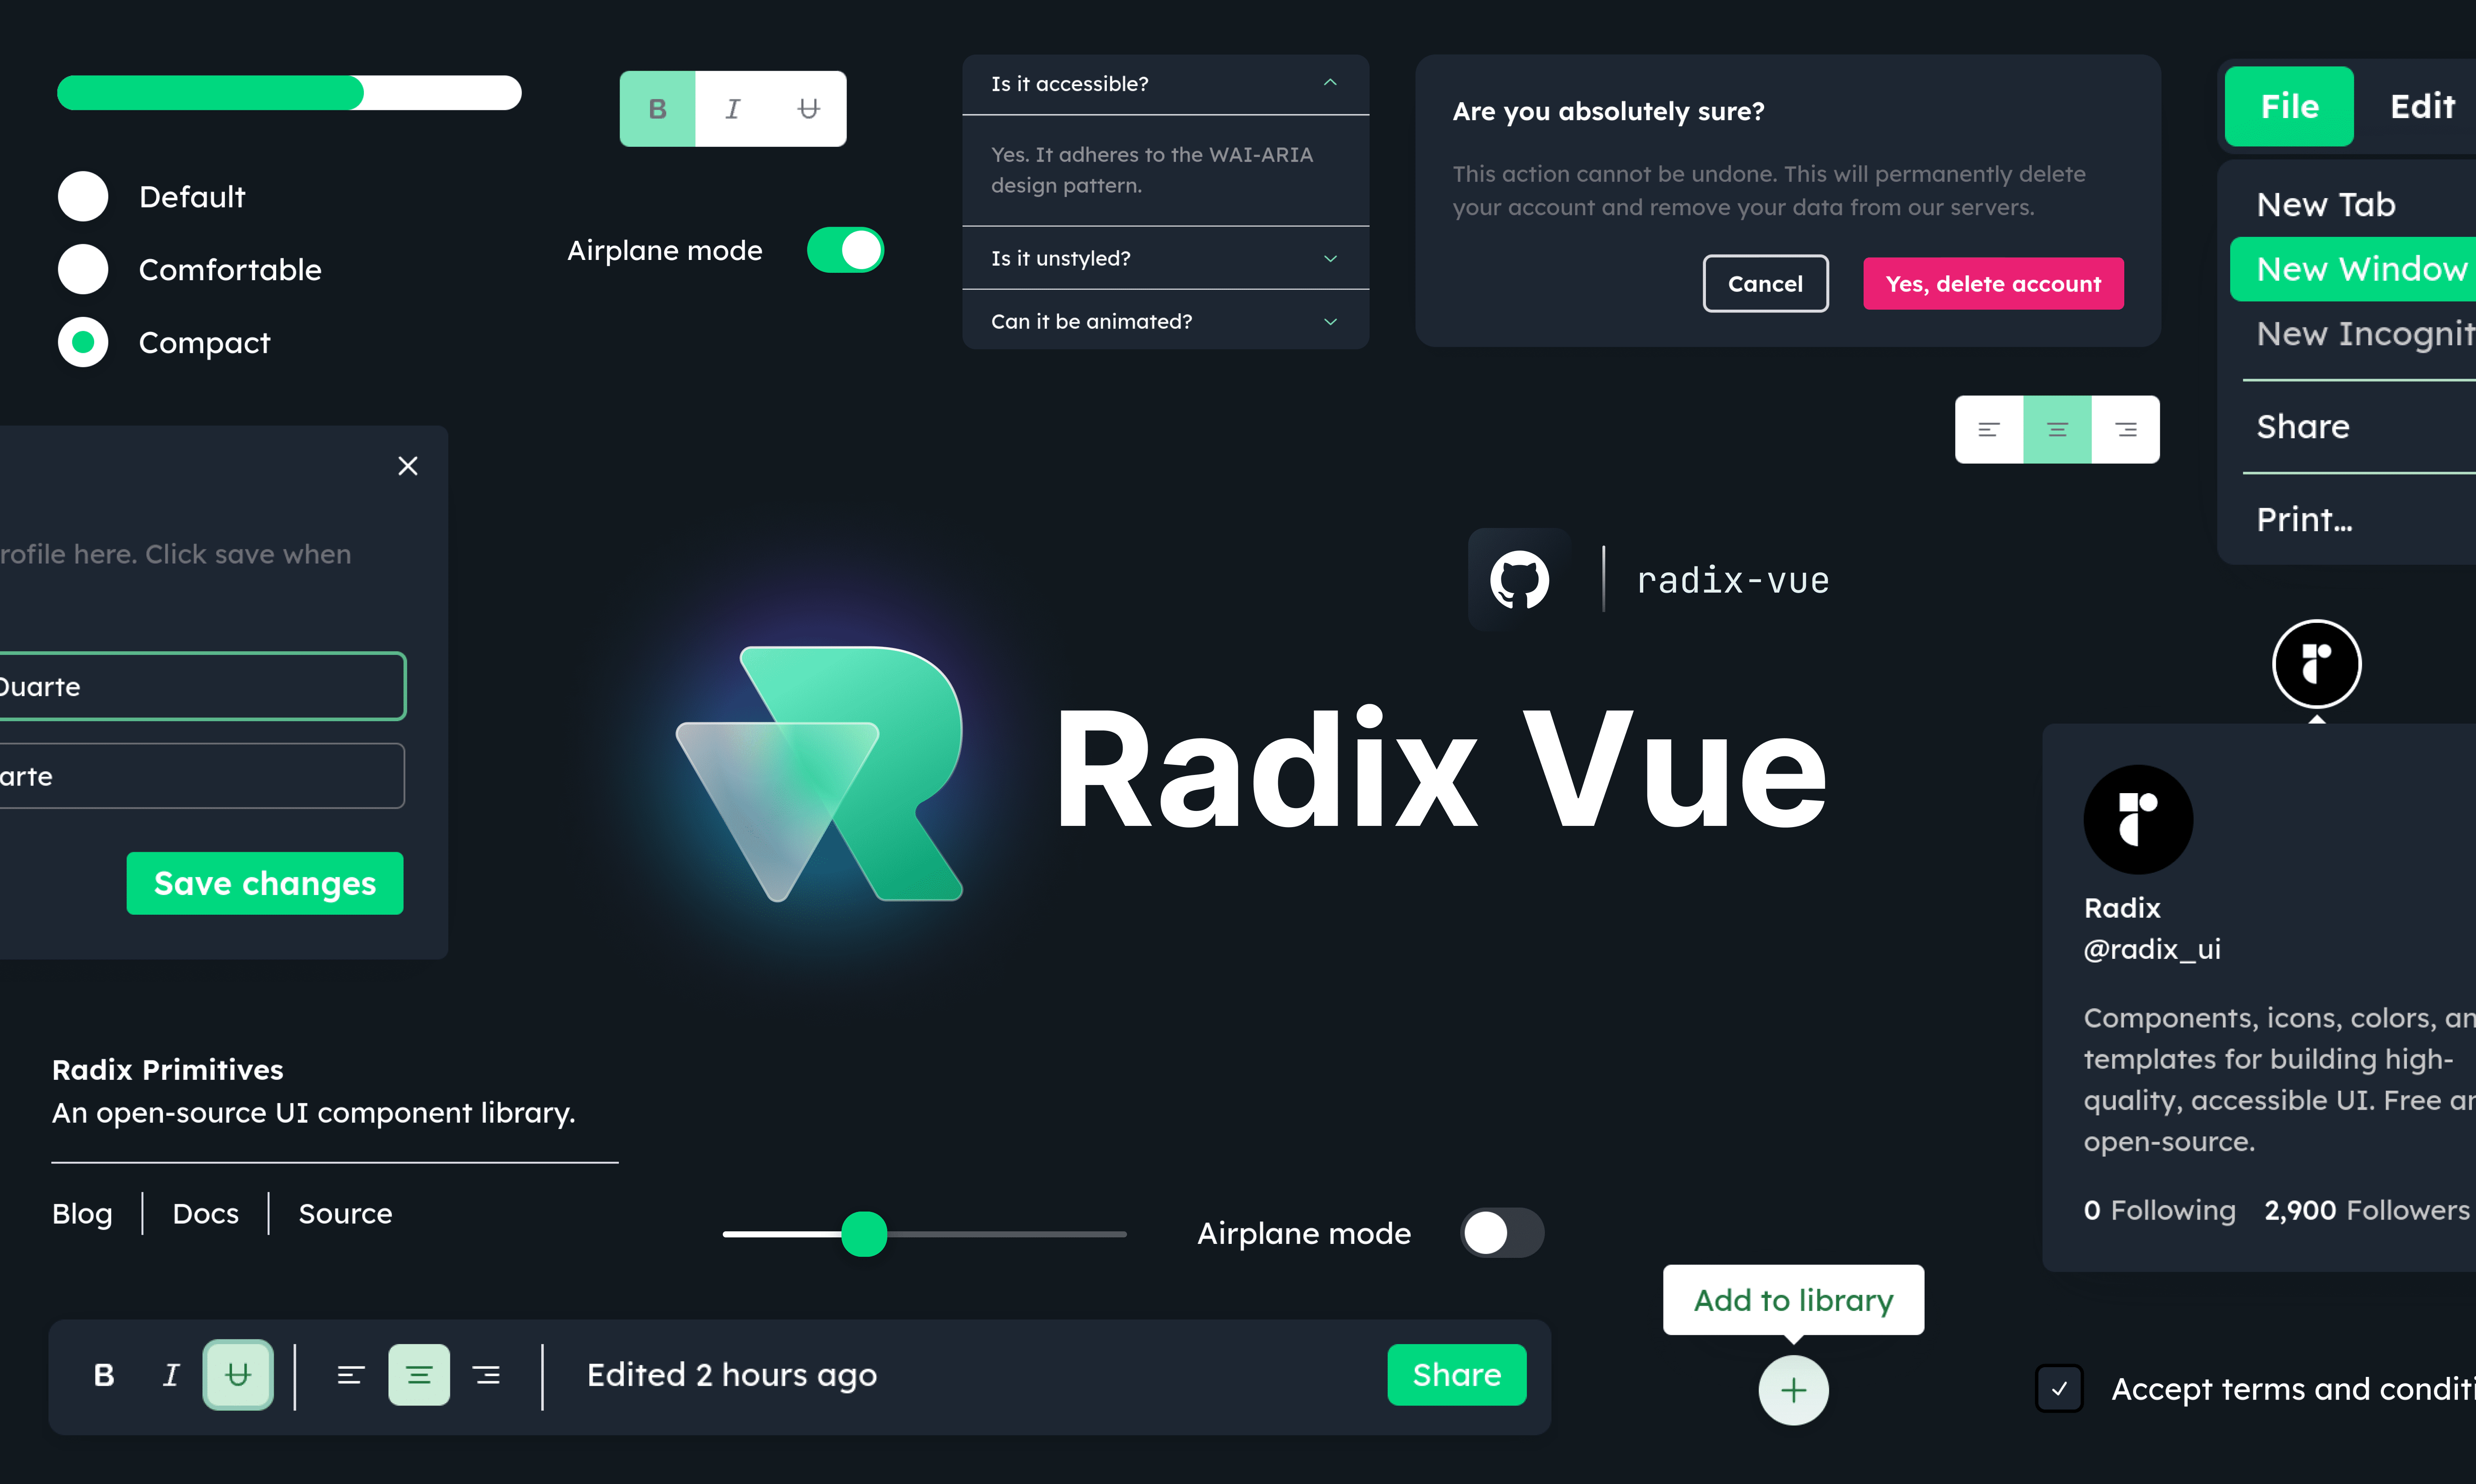 B I U
Default
Comfortable
Compact
Airplane mode
Is it accessible?
Yes. It adheres to the WAI-ARIA
design pattern.
Is it unstyled?
Can it be animated?
Are you absolutely sure?
This action cannot be undone. This will permanently delete
your account and remove your data from our servers.
Cancel
Yes, delete account
File Edit
New Tab
New Window
New Incognit
Share
Print...
rofile here. Click save when
Duarte
arte
Save changes
radix-vue
Radix Vue
Radix
@radix_ui
Components, icons, colors, an
templates for building high-
quality, accessible UI. Free an
open-source.
0 Following 2,900 Followers
Radix Primitives
An open-source UI component library.
Blog Docs Source
Airplane mode
Add to library
B I U
Edited 2 hours ago
Share
Accept terms and conditi